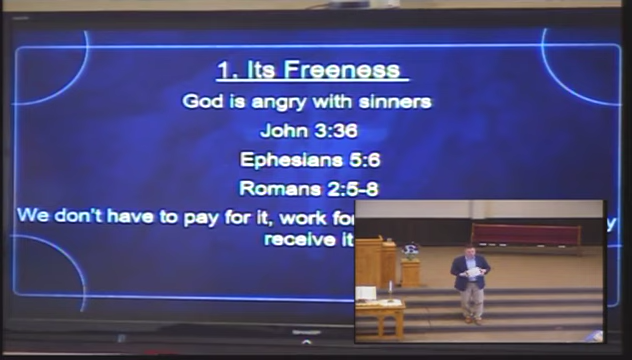 1. Its Freeness
God is angry with sinners
John 3:36
Ephesians 5:6
Romans 2:5-8
We don't have to pay for it, work for
receive it